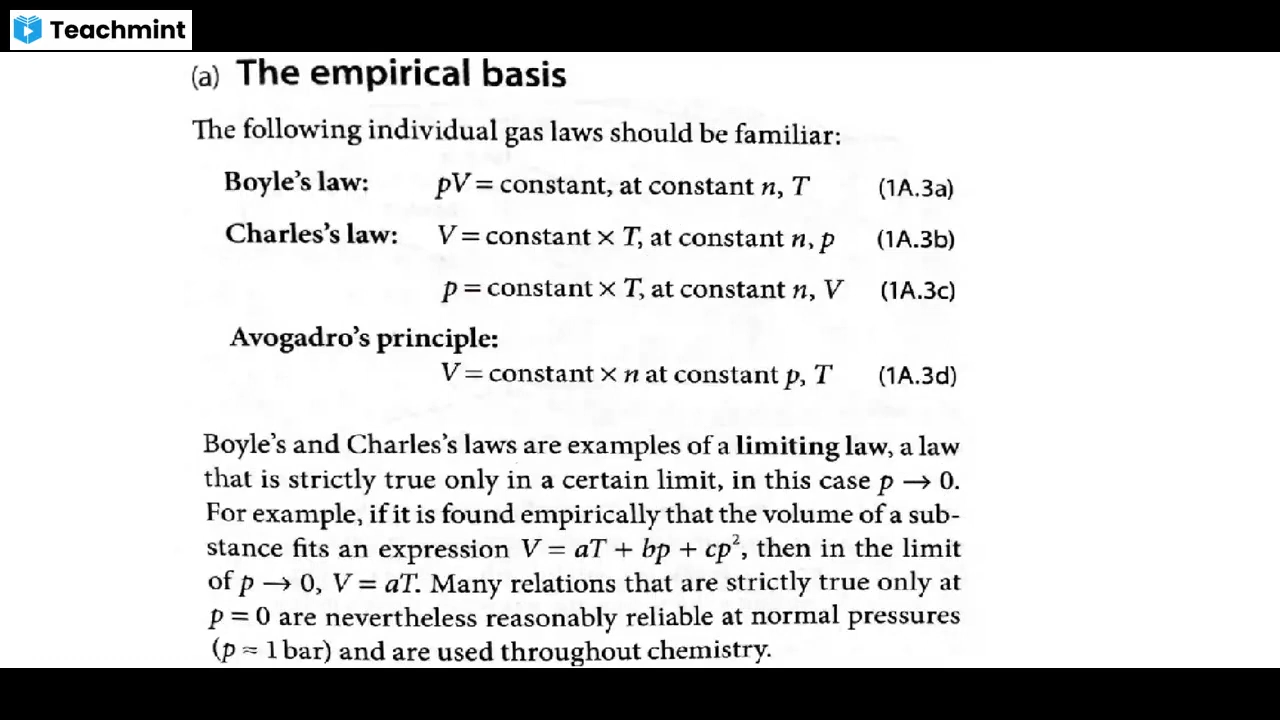 Teachmint
(a) The empirical basis
The following individual gas laws should be familiar:
Boyle's law: pV = constant, at constant n, T (1A.3a)
Charles's law: V = constant × T, at constant n, p (1A.3b)
p = constant × T, at constant n, V (1A.3c)
Avogadro's principle:
V = constant × n at constant p, T (1A.3d)
Boyle's and Charles's laws are examples of a limiting law, a law
that is strictly true only in a certain limit, in this case p → 0.
For example, if it is found empirically that the volume of a sub-
stance fits an expression V = aT + bp + cp², then in the limit
of p → 0, V = aT. Many relations that are strictly true only at
p = 0 are nevertheless reasonably reliable at normal pressures
(p ≈ 1 bar) and are used throughout chemistry.